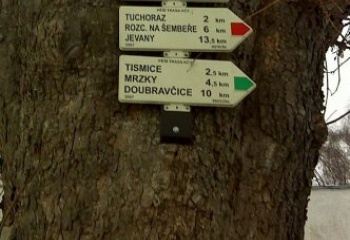 TUCHORAZ 2 km
ROZC. NA ŠEMBEŘE 6 km
JEVANY 13,5 km
TISMICE 2,5 km
MRZKY 4,5 km
DOUBRAVČICE 10 km